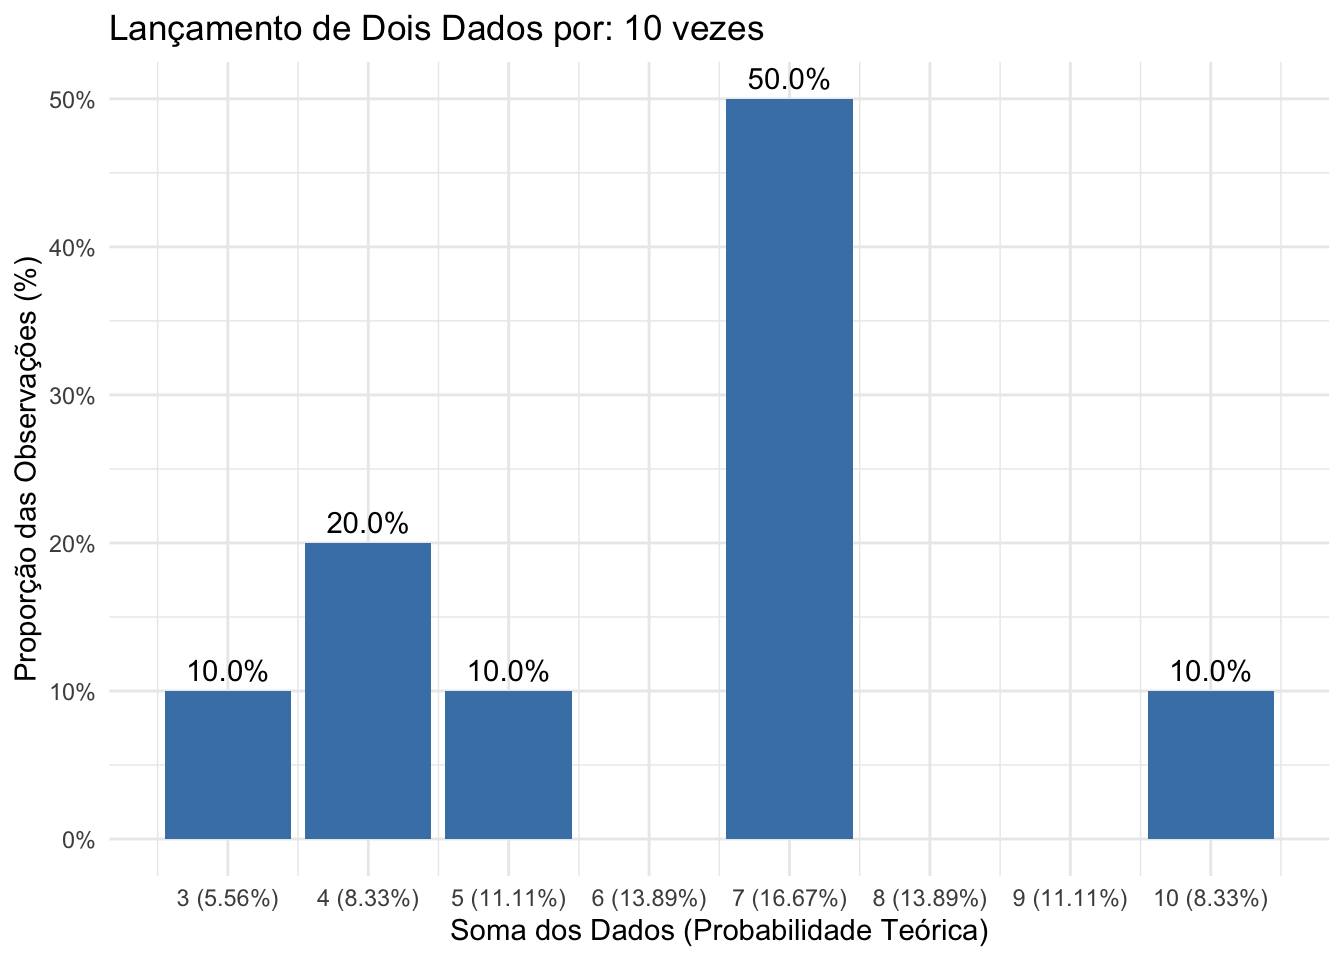 Lançamento de Dois Dados por: 10 vezes
Proporção das Observações (%)
50%
40%
30%
20%
10%
0%
10.0%
20.0%
10.0%
50.0%
10.0%
3 (5.56%) 4 (8.33%) 5 (11.11%) 6 (13.89%) 7 (16.67%) 8 (13.89%) 9 (11.11%) 10 (8.33%)
Soma dos Dados (Probabilidade Teórica)